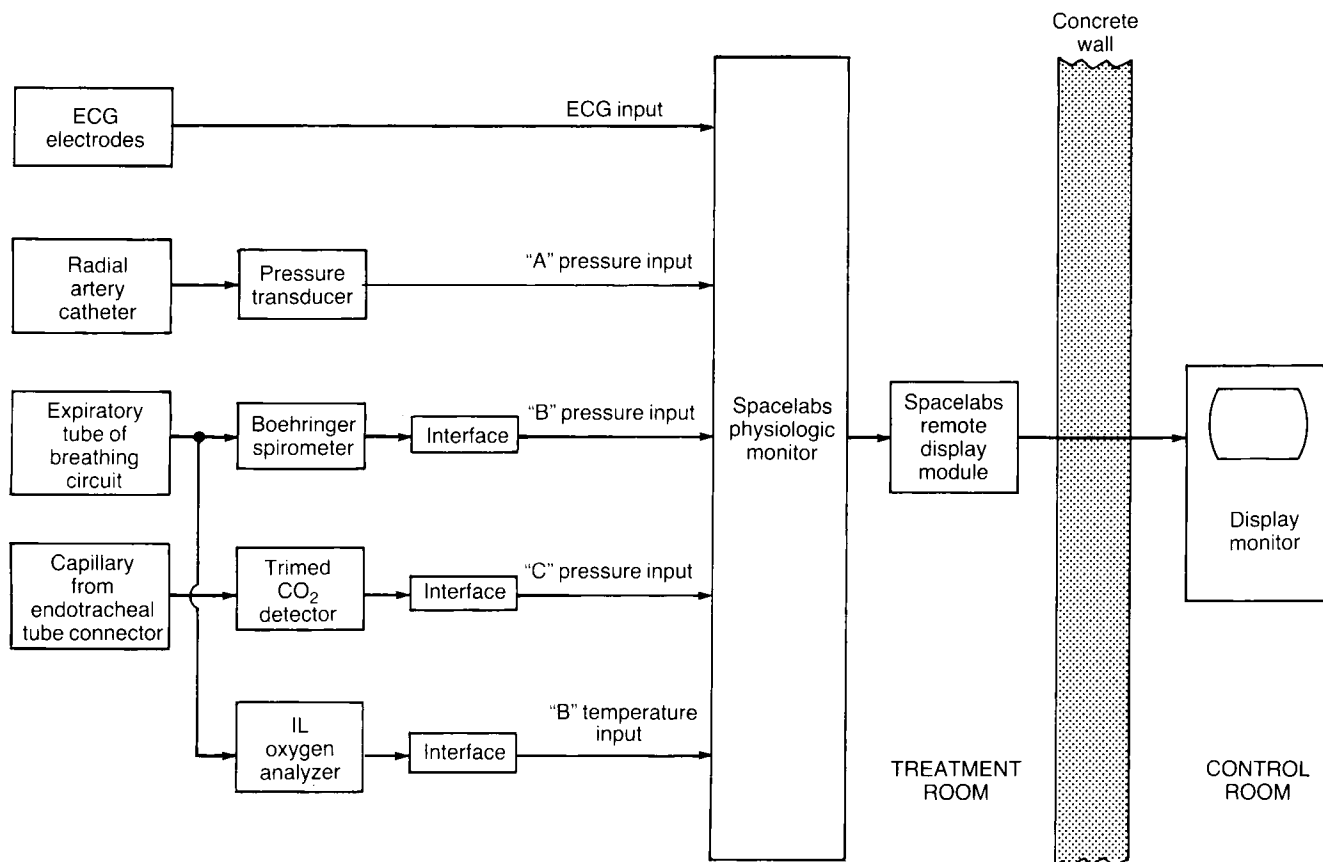 Concrete
wall
ECG
electrodes
ECG input
Radial
artery
catheter
Pressure
transducer
"A" pressure input
Expiratory
tube of
breathing
circuit
Boehringer
spirometer
Interface
"B" pressure input
Capillary
from
endotracheal
tube connector
Trimed
CO₂
detector
Interface
"C" pressure input
IL
oxygen
analyzer
Interface
"B" temperature
input
Spacelabs
physiologic
monitor
Spacelabs
remote
display
module
Display
monitor
TREATMENT
ROOM
CONTROL
ROOM